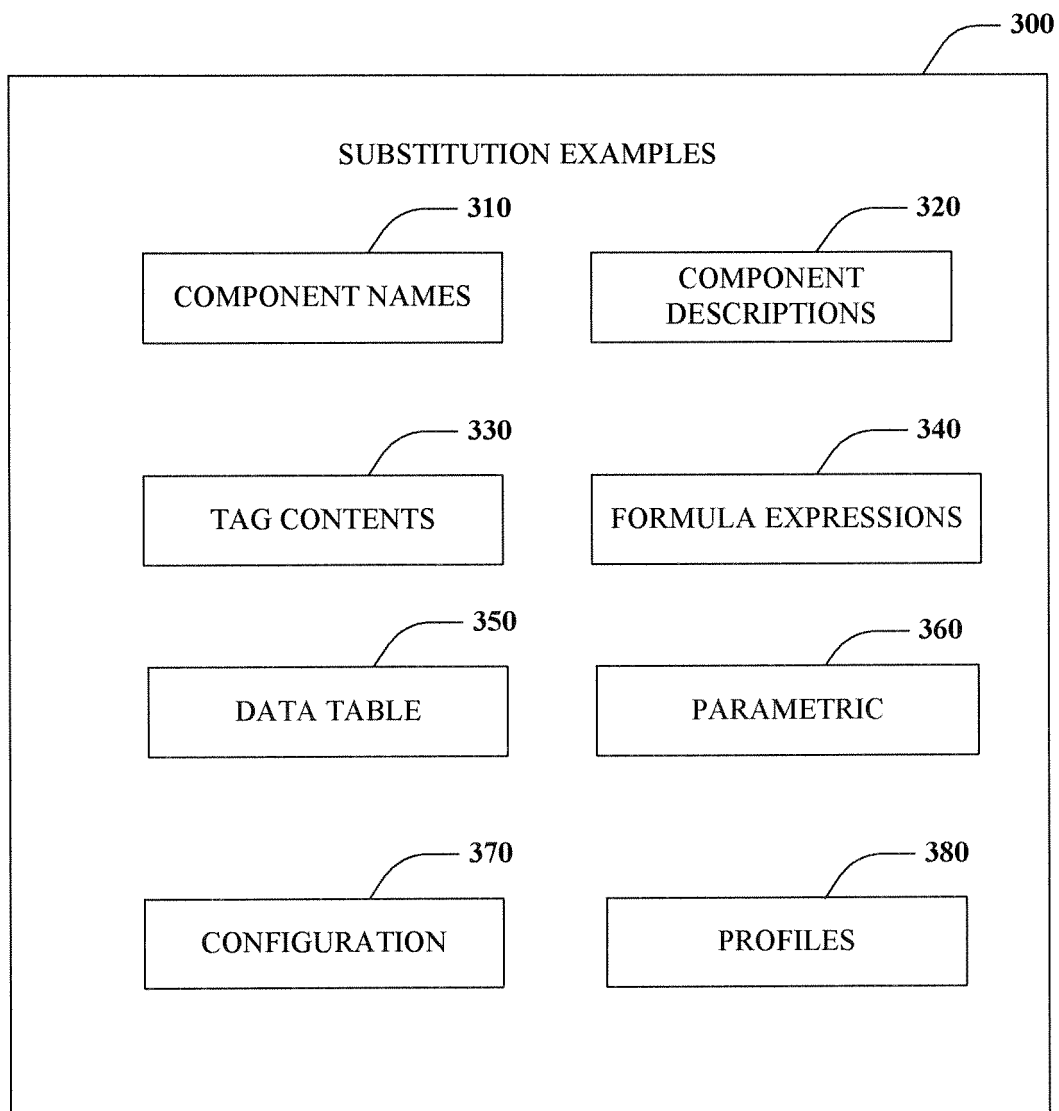 300
SUBSTITUTION EXAMPLES
310
320
COMPONENT NAMES
COMPONENT
DESCRIPTIONS
330
340
TAG CONTENTS
FORMULA EXPRESSIONS
350
360
DATA TABLE
PARAMETRIC
370
380
CONFIGURATION
PROFILES